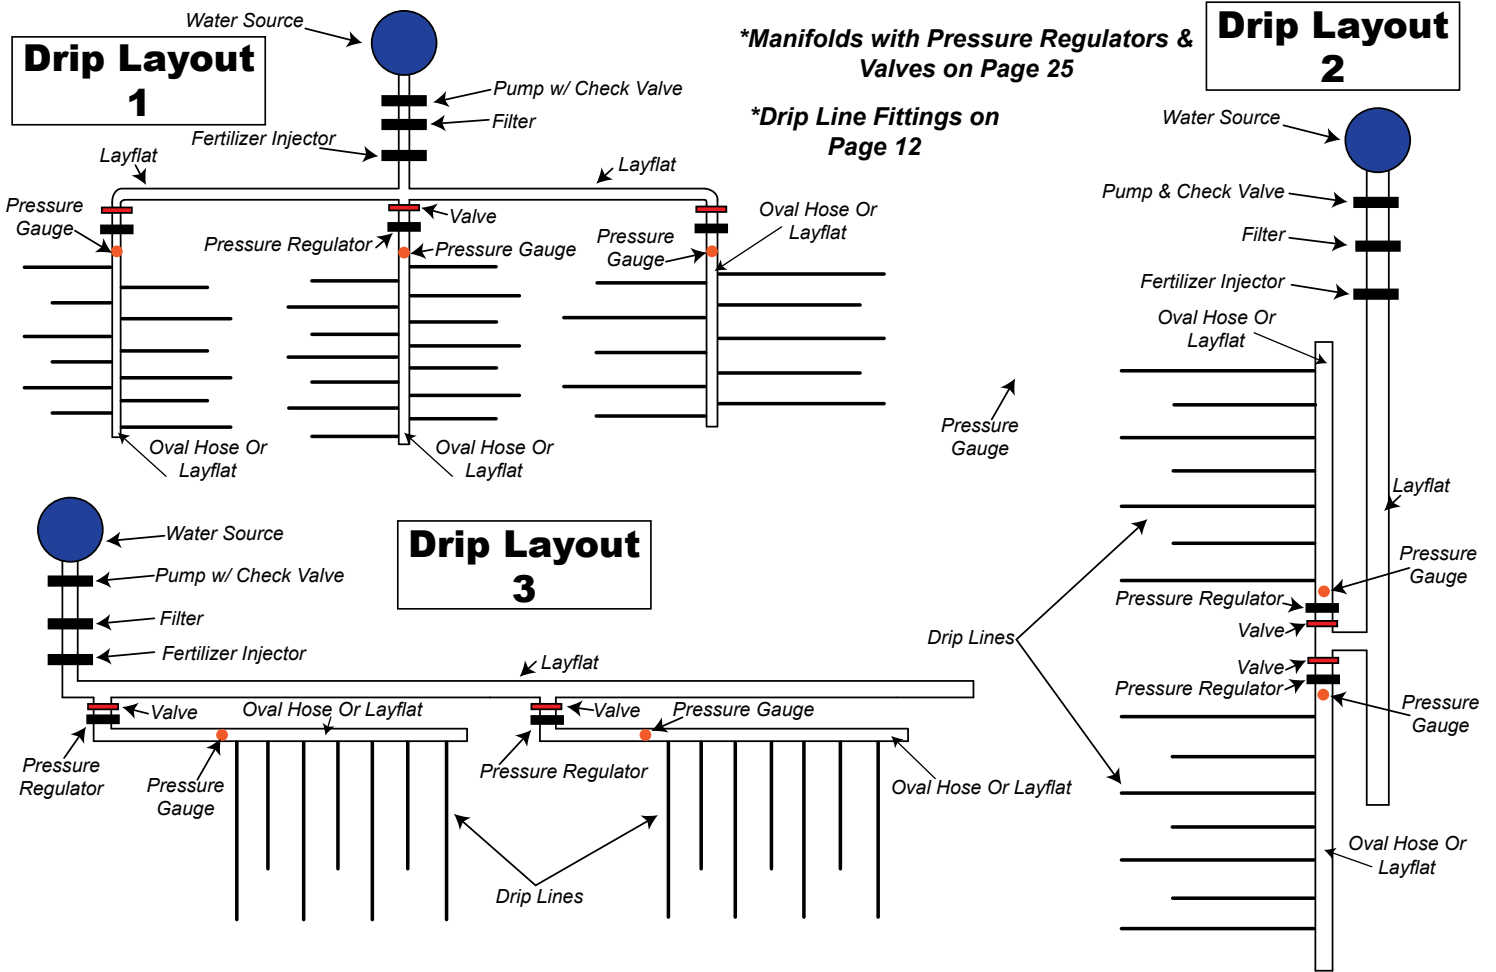 Drip Layout
1
Water Source
Pump w/ Check Valve
Filter
Fertilizer Injector
Layflat
Layflat
Pressure
Gauge
Valve
Pressure Regulator
Pressure Gauge
Pressure
Gauge
Oval Hose Or
Layflat
Oval Hose Or
Layflat
Oval Hose Or
Layflat
*Manifolds with Pressure Regulators &
Valves on Page 25
*Drip Line Fittings on
Page 12
Drip Layout
2
Water Source
Pump & Check Valve
Filter
Fertilizer Injector
Oval Hose Or
Layflat
Pressure
Gauge
Layflat
Pressure
Gauge
Pressure Regulator
Valve
Drip Lines
Valve
Pressure Regulator
Pressure
Gauge
Oval Hose Or
Layflat
Drip Layout
3
Water Source
Pump w/ Check Valve
Filter
Fertilizer Injector
Layflat
Valve
Oval Hose Or Layflat
Valve
Pressure Gauge
Pressure
Regulator
Pressure
Gauge
Pressure Regulator
Oval Hose Or Layflat
Drip Lines